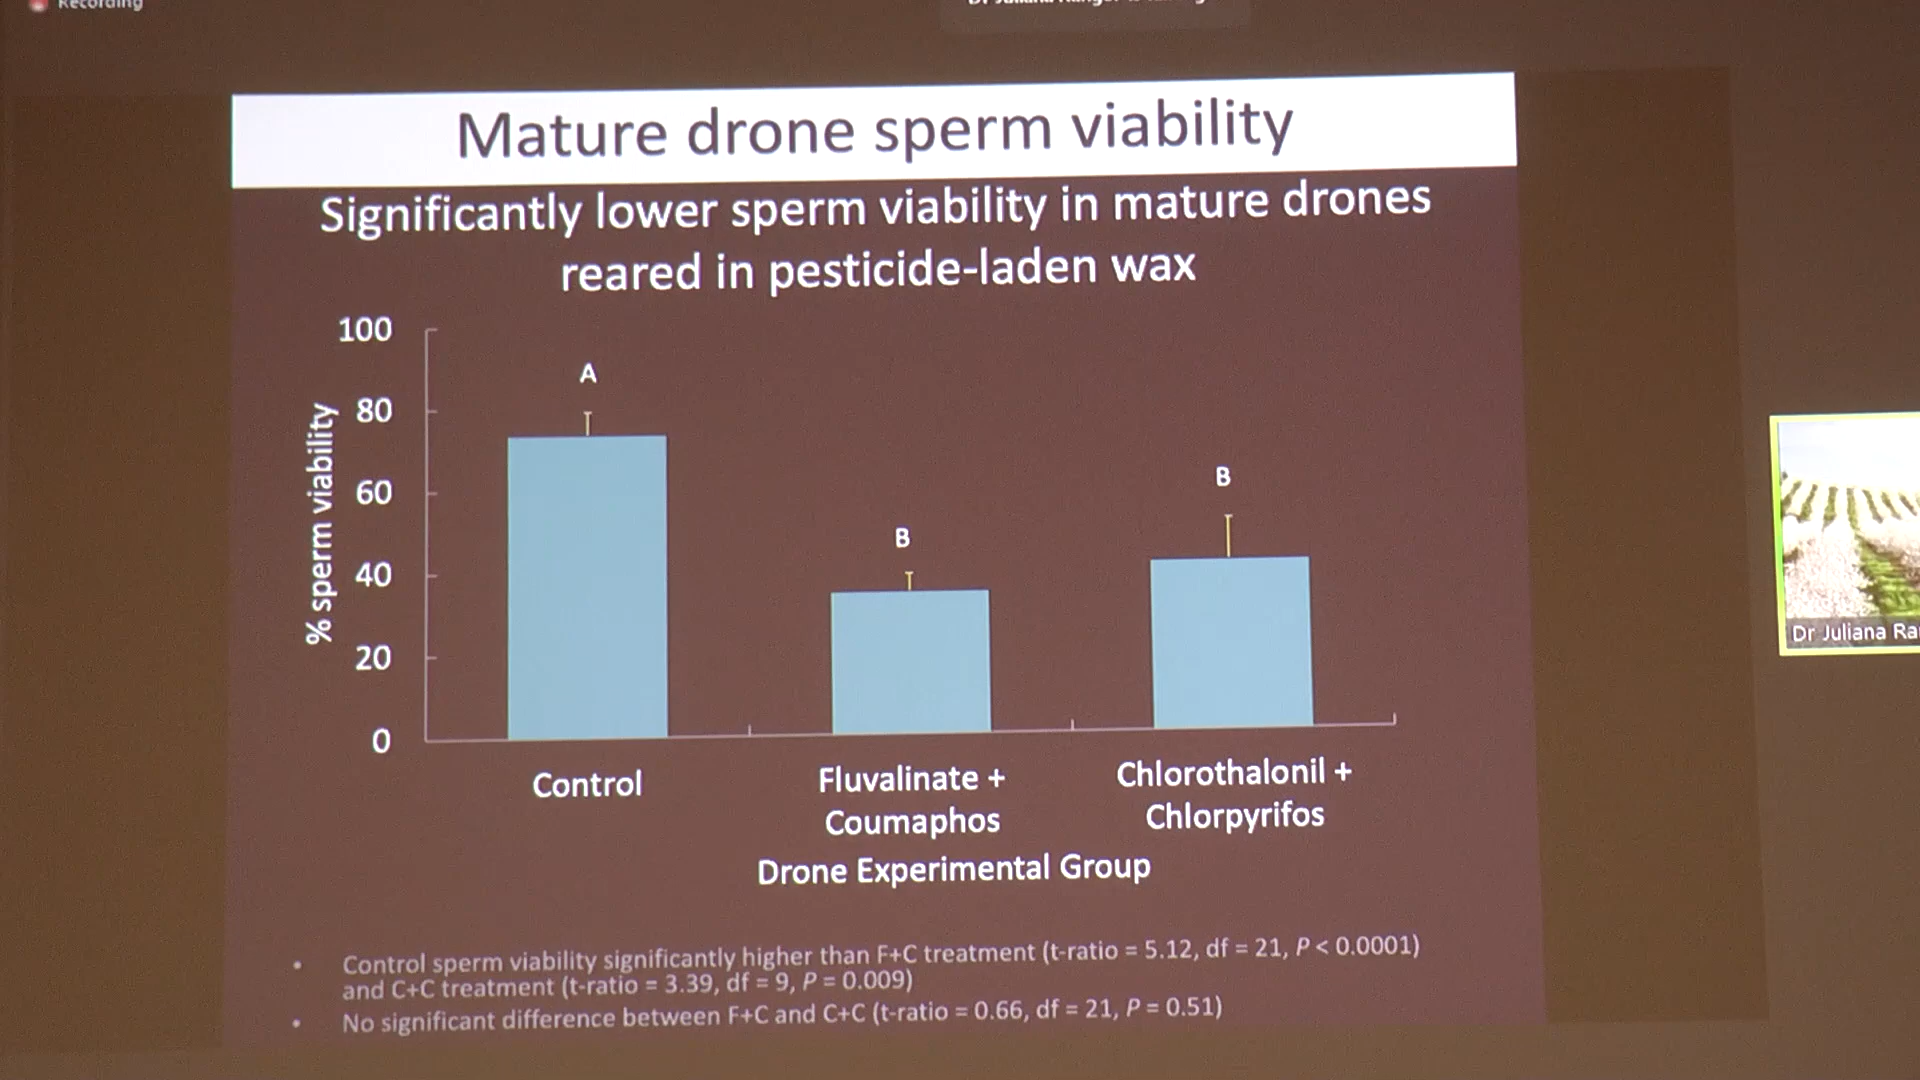 Recording
Mature drone sperm viability
Significantly lower sperm viability in mature drones
reared in pesticide-laden wax
100
80
60
40
20
0
% sperm viability
A
B
B
Control
Fluvalinate +
Coumaphos
Chlorothalonil +
Chlorpyrifos
Drone Experimental Group
• Control sperm viability significantly higher than F+C treatment (t-ratio = 5.12, df = 21, P < 0.0001)
and C+C treatment (t-ratio = 3.39, df = 9, P = 0.009)
• No significant difference between F+C and C+C (t-ratio = 0.66, df = 21, P = 0.51)
Dr Juliana Ra